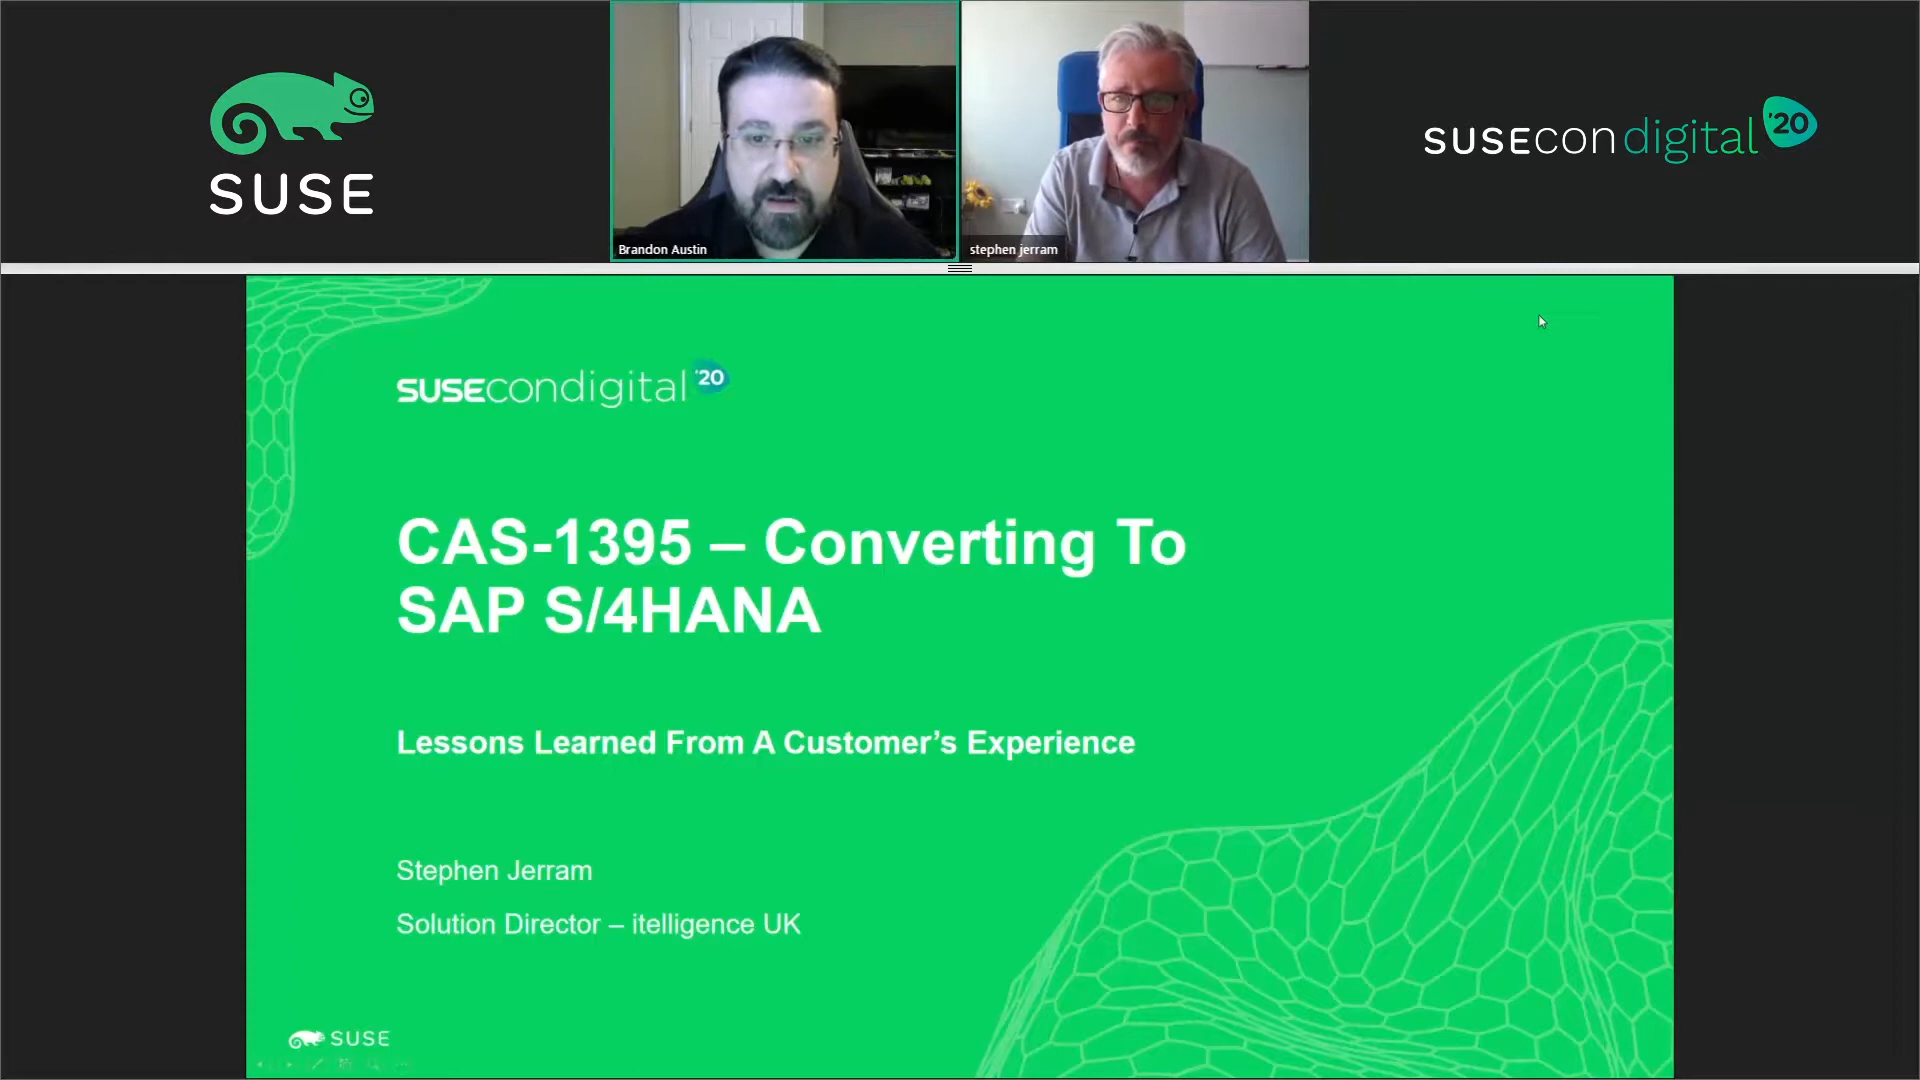 SUSE
Brandon Austin
stephen jerram
SUSEcon digital '20
SUSEcondigital '20
CAS-1395 – Converting To
SAP S/4HANA
Lessons Learned From A Customer’s Experience
Stephen Jerram
Solution Director – itelligence UK
SUSE